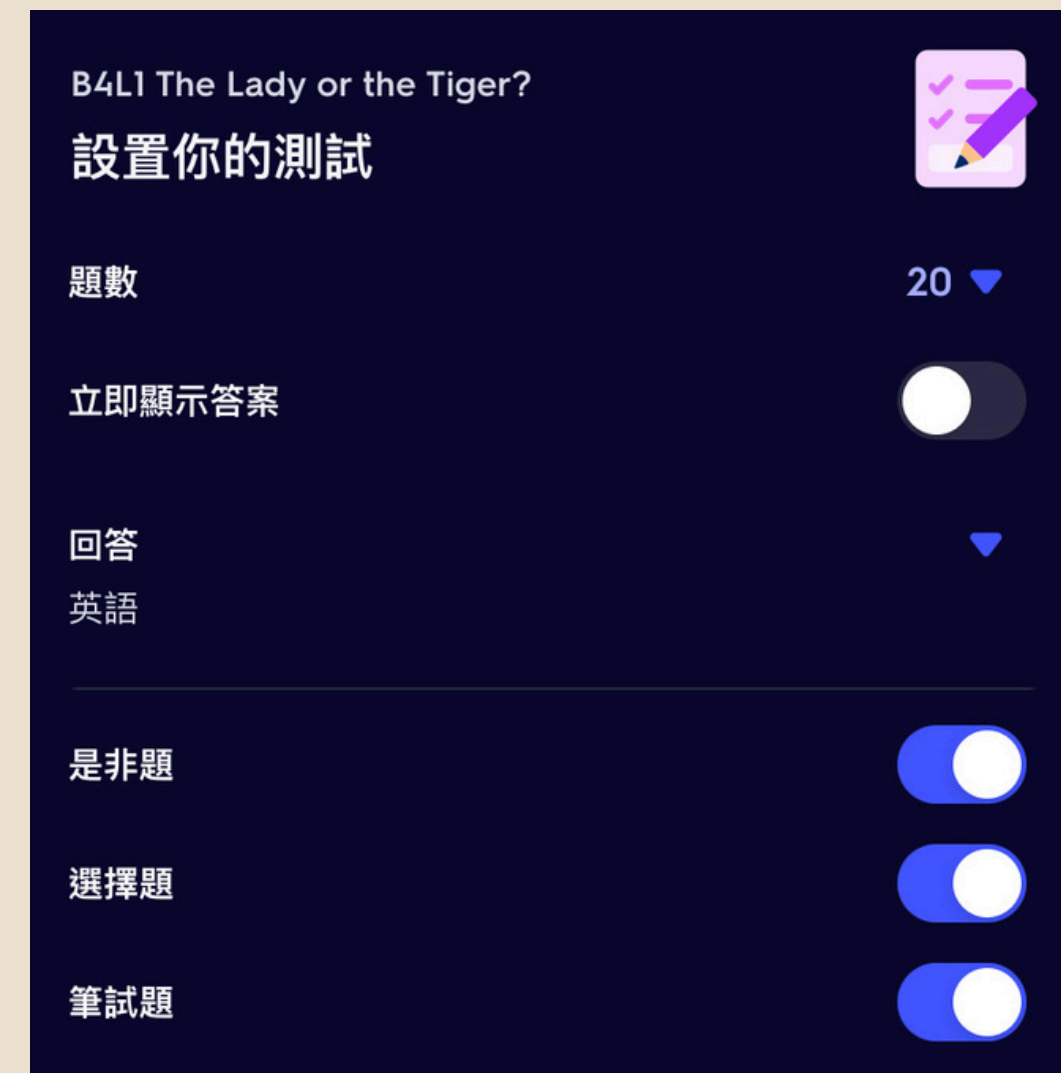 B4L1 The Lady or the Tiger?
設置你的測試
題數
20
立即顯示答案
回答
英語
是非題
選擇題
筆試題